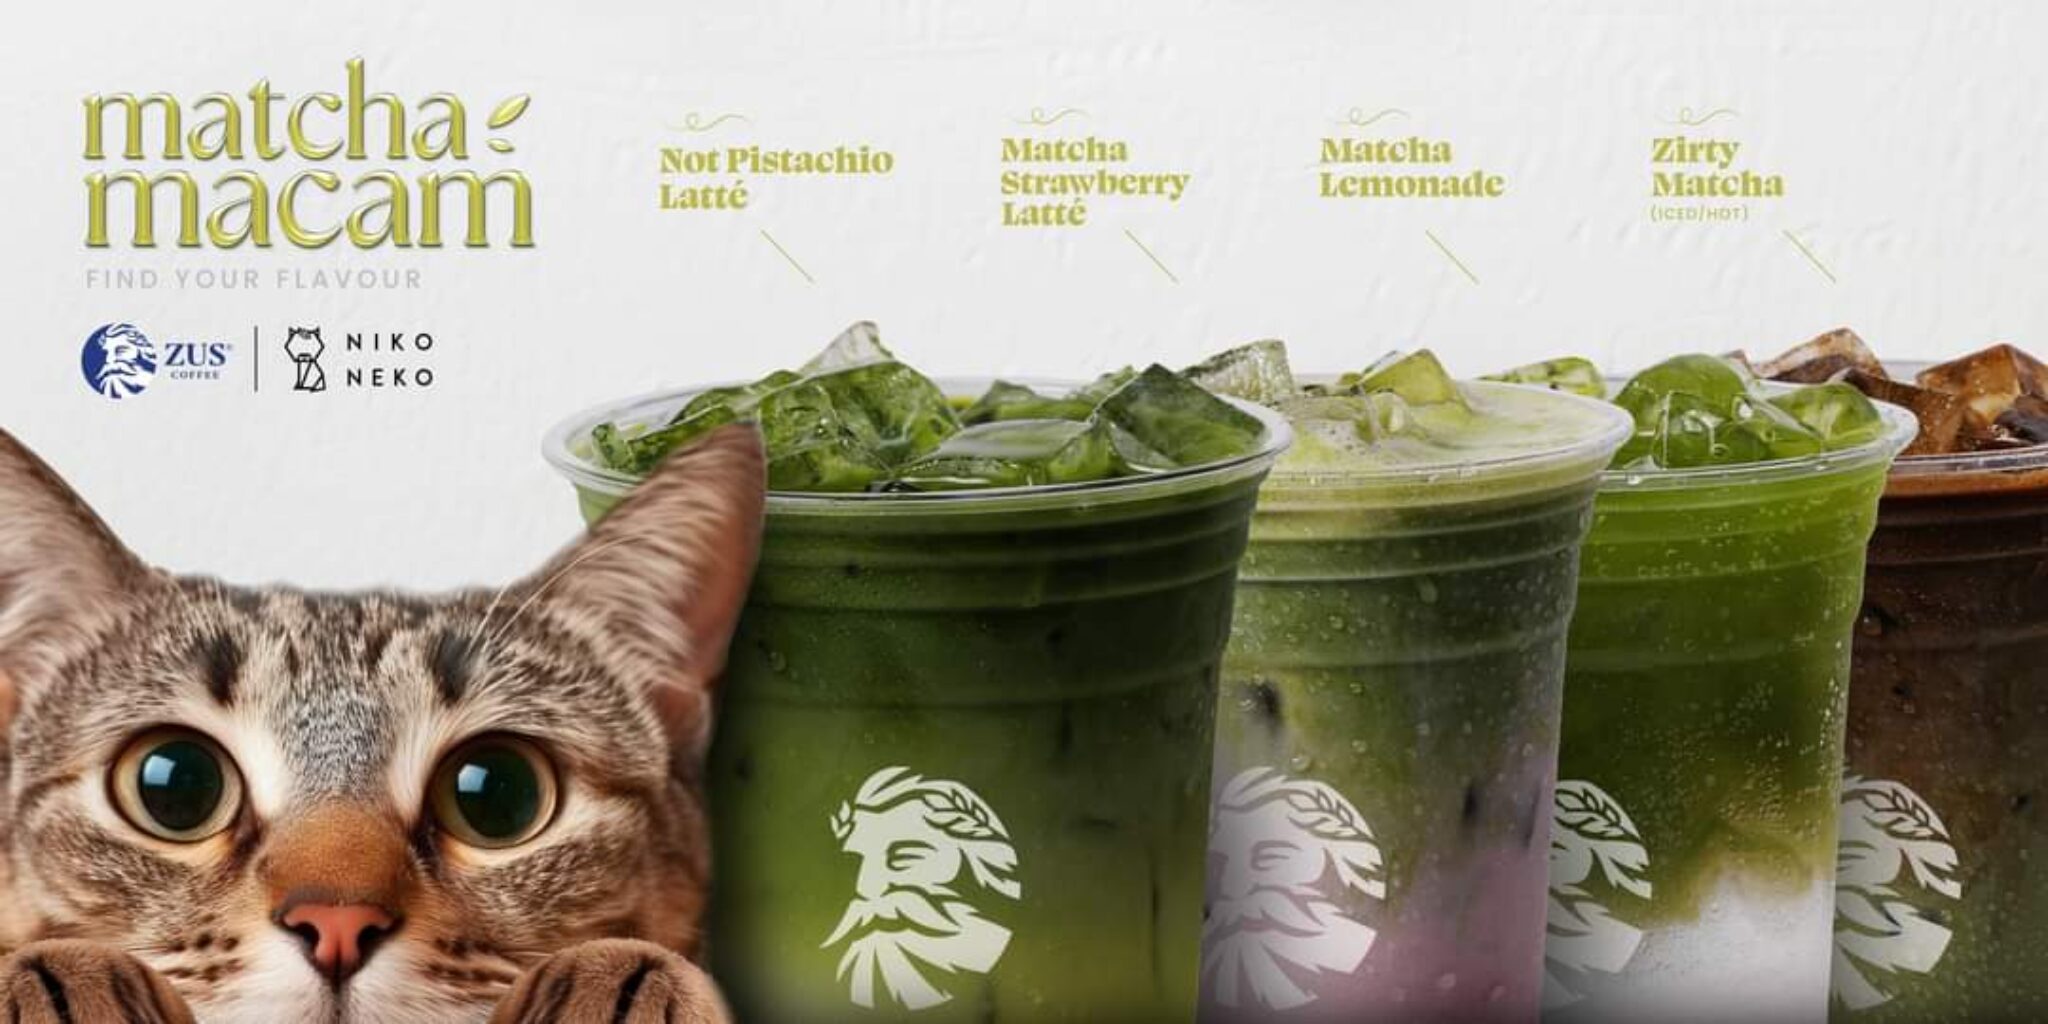 matcha
macam
FIND YOUR FLAVOUR
ZUS®
COFFEE
NIKO
NEKO
Not Pistachio
Latté
Matcha
Strawberry
Latté
Matcha
Lemonade
Zirty
Matcha
(ICED/HOT)